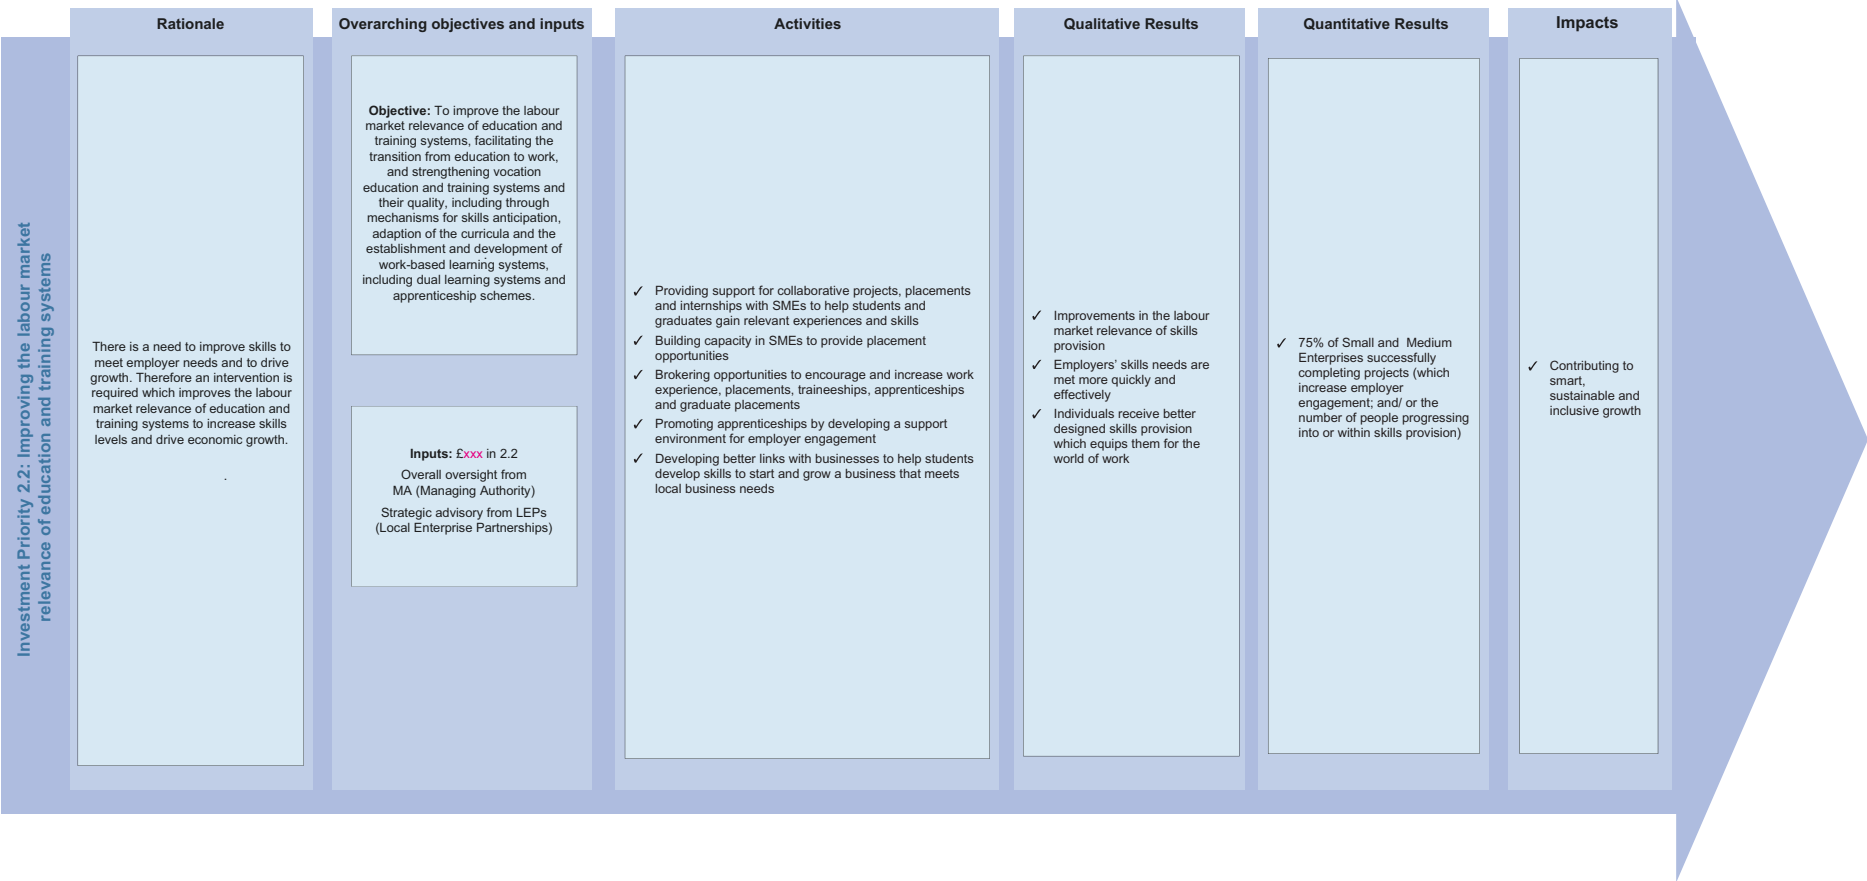 Investment Priority 2.2: Improving the labour market
relevance of education and training systems
Rationale
There is a need to improve skills to
meet employer needs and to drive
growth. Therefore an intervention is
required which improves the labour
market relevance of education and
training systems to increase skills
levels and drive economic growth.
.
Overarching objectives and inputs
Objective: To improve the labour
market relevance of education and
training systems, facilitating the
transition from education to work,
and strengthening vocation
education and training systems and
their quality, including through
mechanisms for skills anticipation,
adaption of the curricula and the
establishment and development of
work-based learning systems,
including dual learning systems and
apprenticeship schemes.
Inputs: £xxx in 2.2
Overall oversight from
MA (Managing Authority)
Strategic advisory from LEPs
(Local Enterprise Partnerships)
Activities
✓ Providing support for collaborative projects, placements
and internships with SMEs to help students and
graduates gain relevant experiences and skills
✓ Building capacity in SMEs to provide placement
opportunities
✓ Brokering opportunities to encourage and increase work
experience, placements, traineeships, apprenticeships
and graduate placements
✓ Promoting apprenticeships by developing a support
environment for employer engagement
✓ Developing better links with businesses to help students
develop skills to start and grow a business that meets
local business needs
Qualitative Results
✓ Improvements in the labour
market relevance of skills
provision
✓ Employers’ skills needs are
met more quickly and
effectively
✓ Individuals receive better
designed skills provision
which equips them for the
world of work
Quantitative Results
✓ 75% of Small and Medium
Enterprises successfully
completing projects (which
increase employer
engagement; and/ or the
number of people progressing
into or within skills provision)
Impacts
✓ Contributing to
smart,
sustainable and
inclusive growth